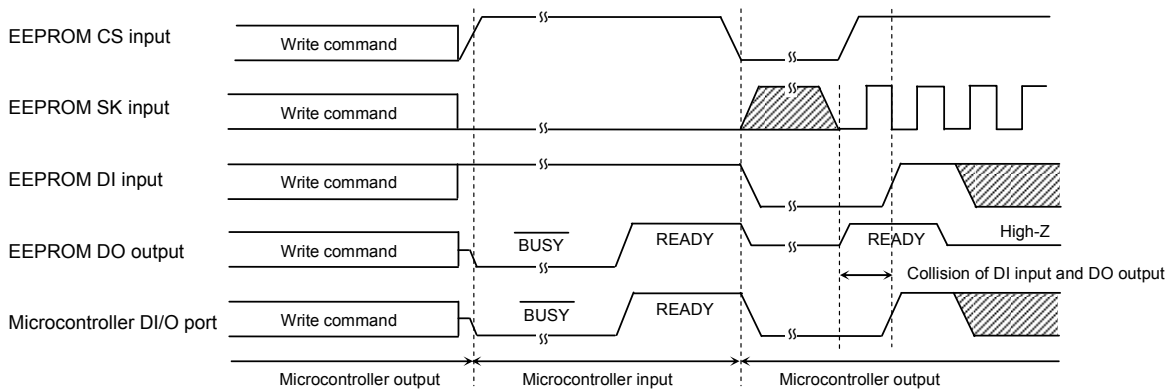 EEPROM CS input
Write command
EEPROM SK input
Write command
EEPROM DI input
Write command
EEPROM DO output
Write command
BUSY
READY
READY
High-Z
Collision of DI input and DO output
Microcontroller DI/O port
Write command
BUSY
READY
Microcontroller output
Microcontroller input
Microcontroller output